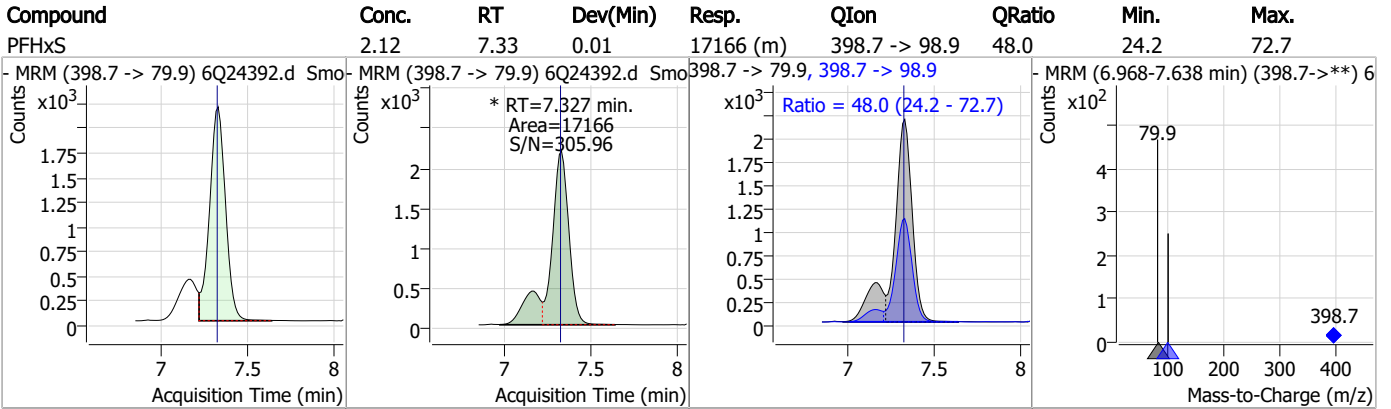 Compound Conc. RT Dev(Min) Resp. QIon QRatio Min. Max.
PFHxS 2.12 7.33 0.01 17166 (m) 398.7 -> 98.9 48.0 24.2 72.7
- MRM (398.7 -> 79.9) 6Q24392.d Smo
Counts
x10³
1.75
1.5
1.25
1
0.75
0.5
0.25
0
7 7.5 8
Acquisition Time (min)
- MRM (398.7 -> 79.9) 6Q24392.d Smo
Counts
x10³
* RT=7.327 min.
Area=17166
S/N=305.96
2
1.5
1
0.5
0
7 7.5 8
Acquisition Time (min)
398.7 -> 79.9, 398.7 -> 98.9
x10³
Ratio = 48.0 (24.2 - 72.7)
2
1.75
1.5
1.25
1
0.75
0.5
0.25
0
7 7.5 8
Acquisition Time (min)
- MRM (6.968-7.638 min) (398.7->**) 6
Counts
x10²
79.9
4
3
2
1
0
398.7
100 200 300 400
Mass-to-Charge (m/z)